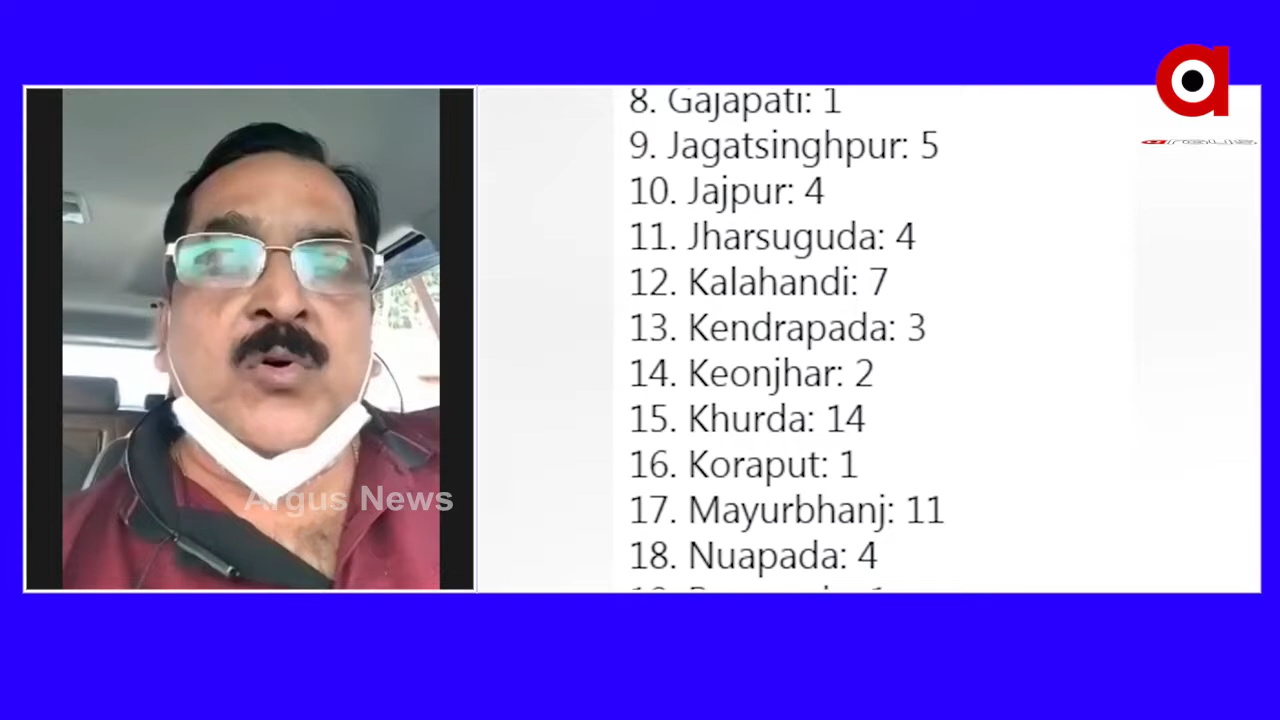 argus
8. Gajapati: 1
9. Jagatsinghpur: 5
10. Jajpur: 4
11. Jharsuguda: 4
12. Kalahandi: 7
13. Kendrapada: 3
14. Keonjhar: 2
15. Khurda: 14
16. Koraput: 1
17. Mayurbhanj: 11
18. Nuapada: 4
Argus News